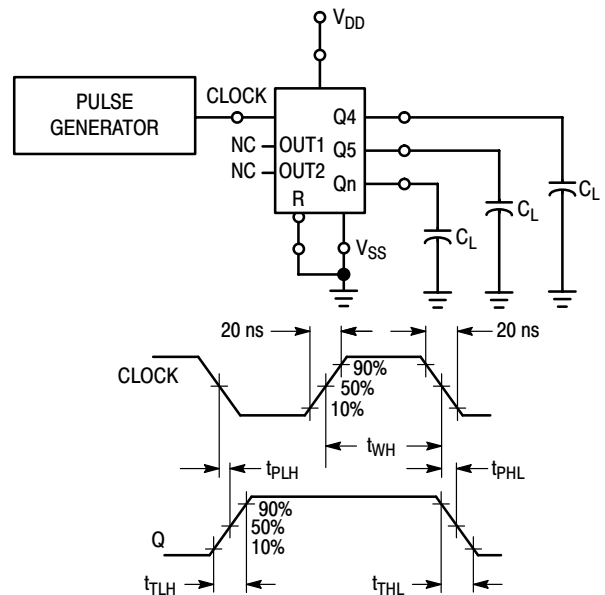 V_DD
PULSE
GENERATOR
CLOCK
NC
OUT1
NC
OUT2
R
Q4
Q5
Qn
C_L
C_L
C_L
V_SS
20 ns
20 ns
CLOCK
90%
50%
10%
t_WH
t_PLH
t_PHL
Q
90%
50%
10%
t_TLH
t_THL